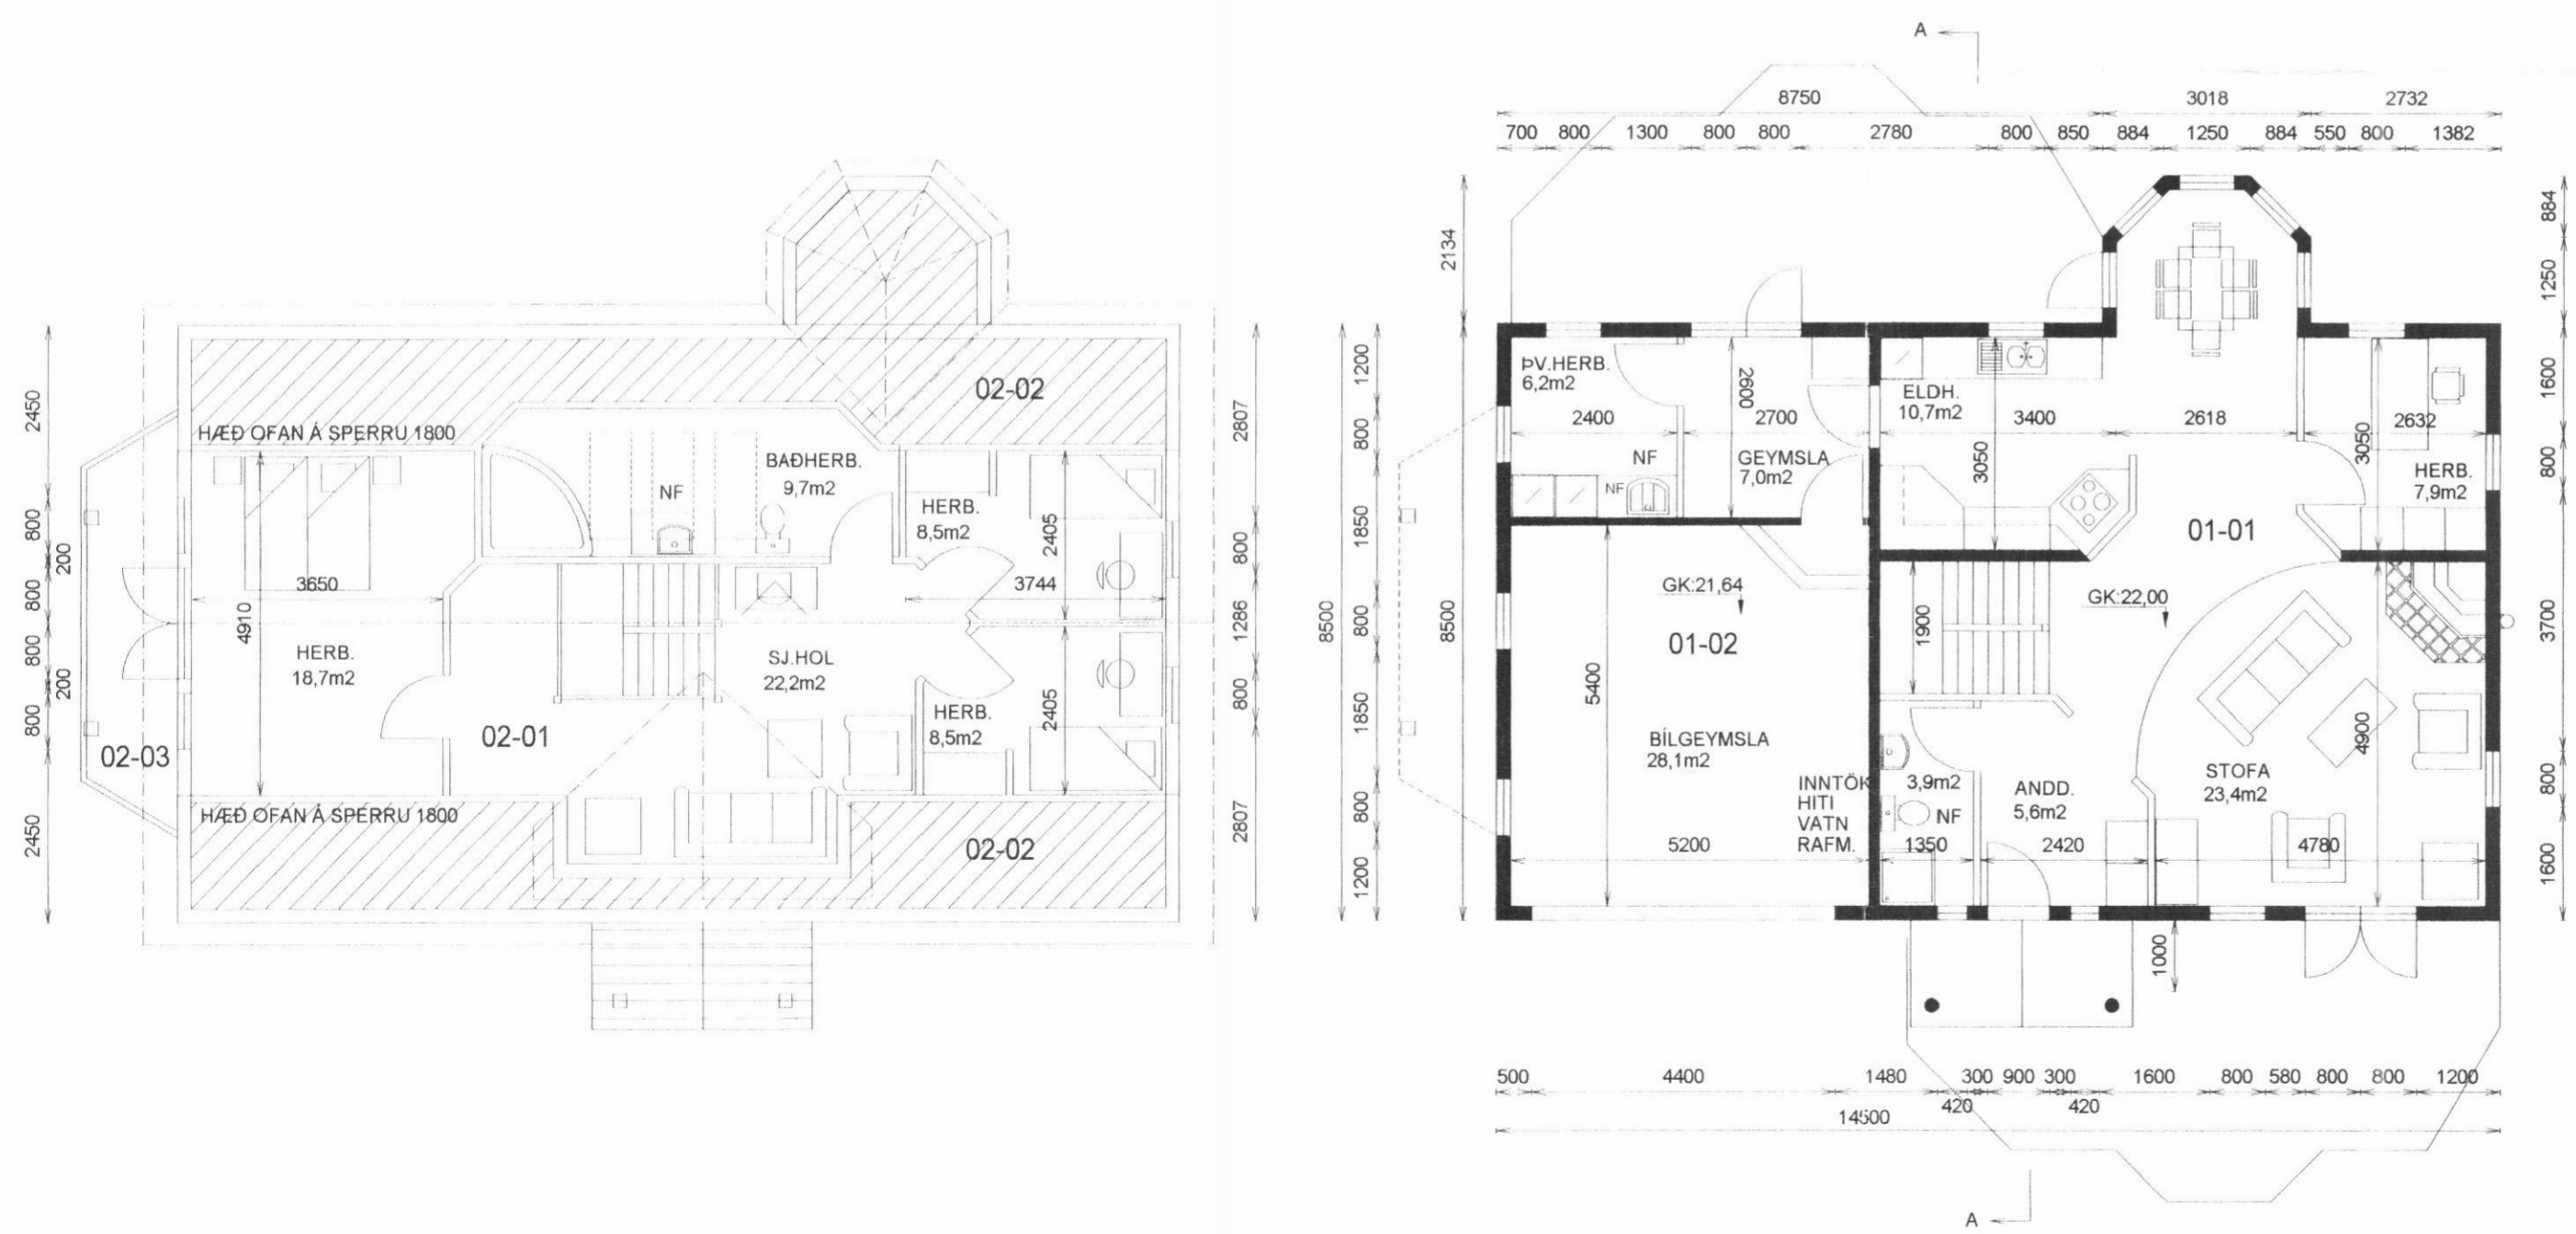 2450
800
200
800
800
200
800
2450
HÆÐ OFAN Á SPERRU 1800
3650
4910
HERB.
18,7m2
02-03
HÆÐ OFAN Á SPERRU 1800
02-01
NF
BAÐHERB.
9,7m2
HERB.
8,5m2
2405
3744
SJ.HOL
22,2m2
HERB.
8,5m2
2405
02-02
02-02
2807
800
1286
800
2807
A
8750
3018
2732
700
800
1300
800
800
2780
800
850
884
1250
884
550
800
1382
2134
8500
1200
800
1850
800
1850
800
1200
8500
ÞV.HERB.
6,2m2
2400
NF
NF
2600
2700
GEYMSLA
7,0m2
ELDH.
10,7m2
3400
3050
2618
3050
2632
HERB.
7,9m2
01-01
GK:21,64
01-02
5400
BÍLGEYMSLA
28,1m2
INNTÖK
HITI
VATN
RAFM.
5200
1900
GK:22,00
3,9m2
NF
1350
ANDD.
5,6m2
2420
STOFA
23,4m2
4900
4780
1000
884
1250
1600
800
3700
800
1600
500
4400
1480
300
900
300
1600
800
580
800
800
1200
420
420
14500
A